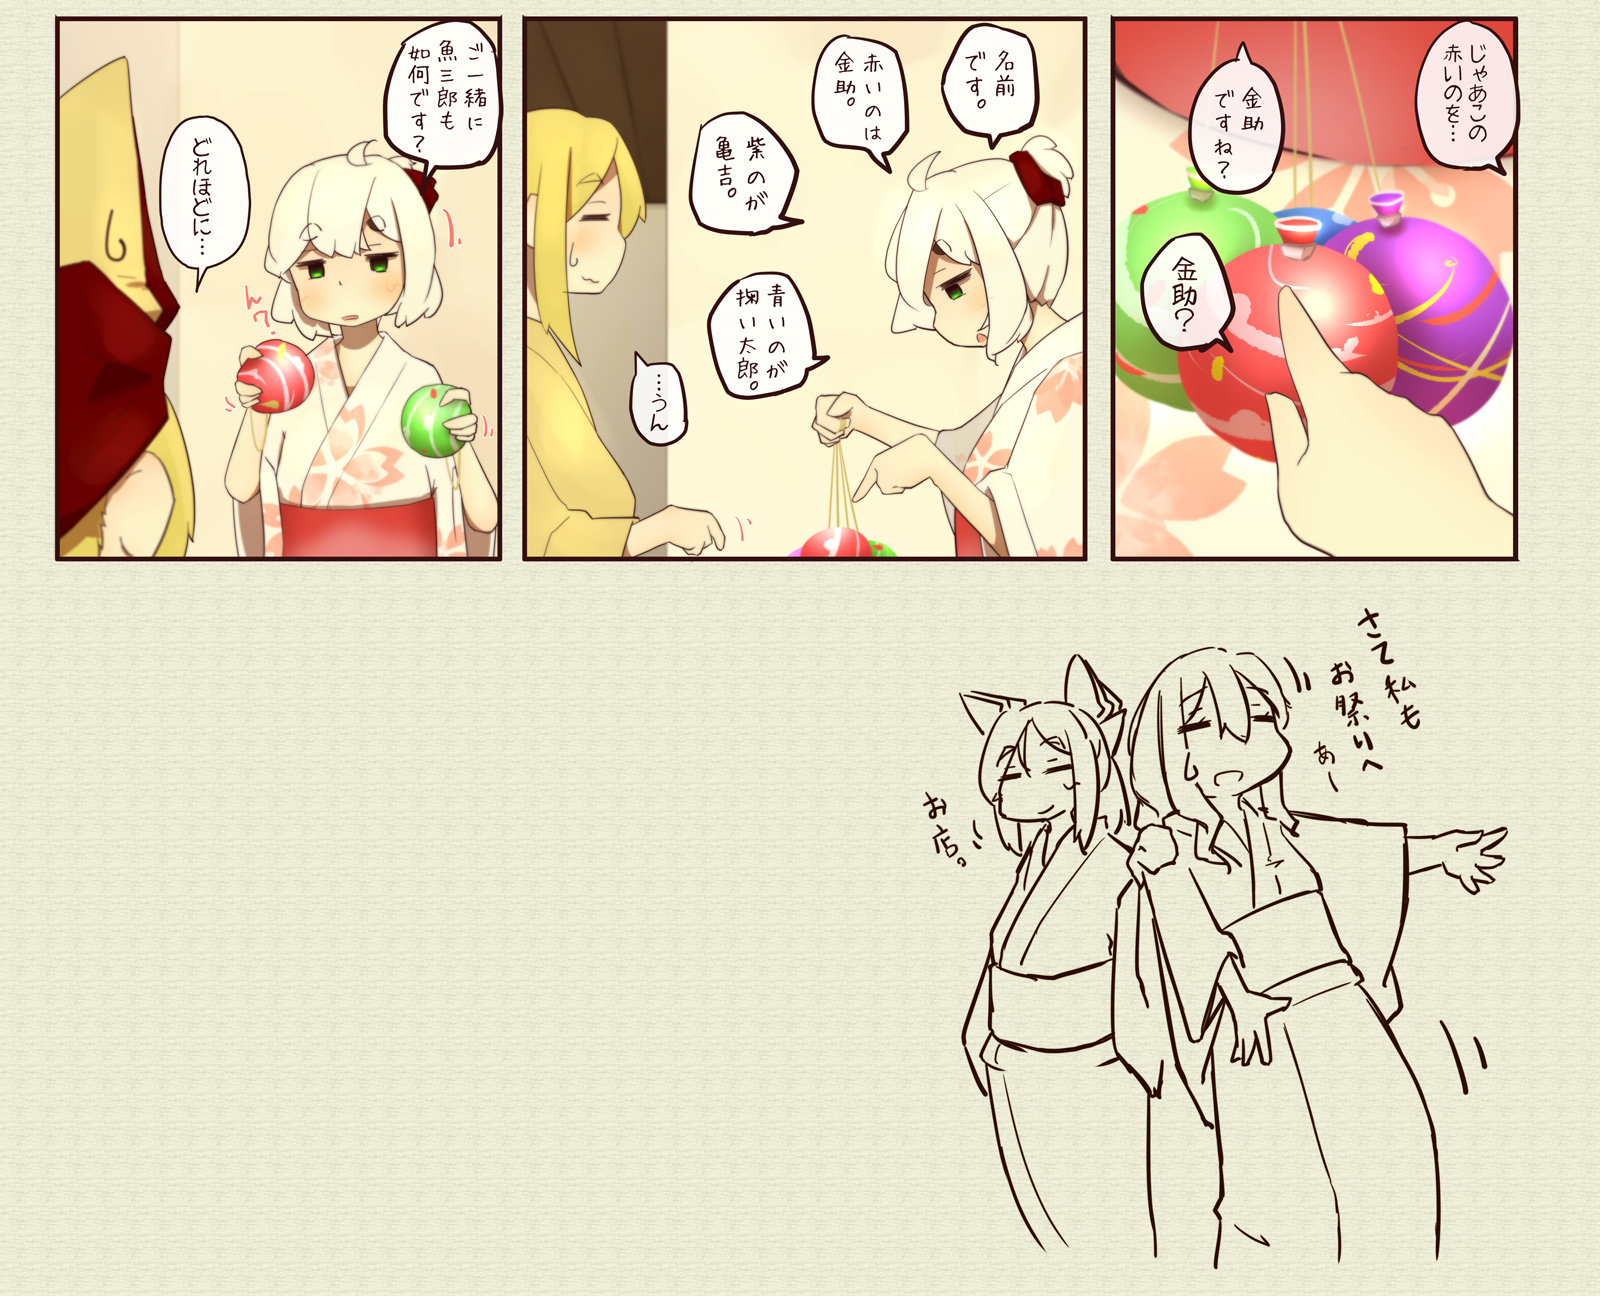 じゃあこの
赤いのを…
金助
ですね?
金助?
名前
です。
赤いのは
金助。
紫のが
亀吉。
青いのが
掬い太郎。
…うん
ご一緒に
魚三郎も
如何です?
どれほどに…
ん?
さて私も
お祭りへ
あー
お店。